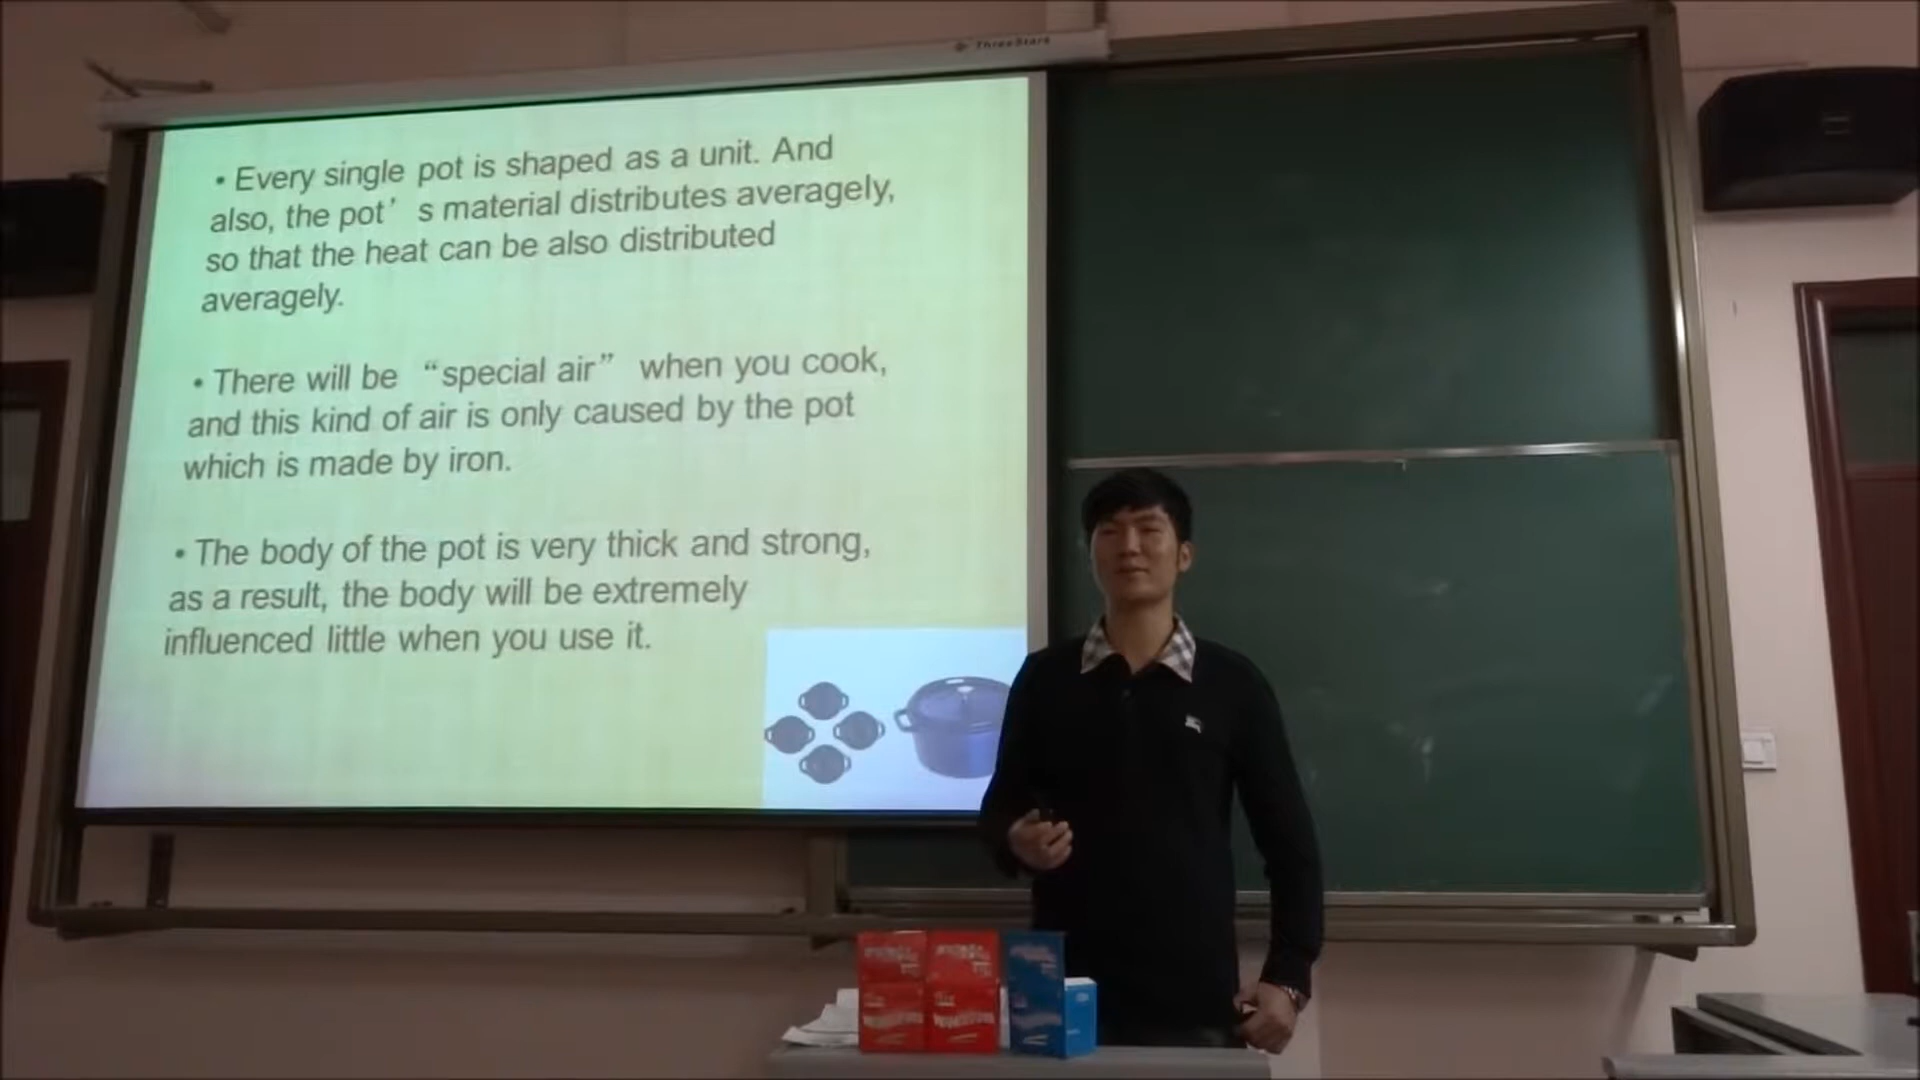 ThreeStars
• Every single pot is shaped as a unit. And
also, the pot’ s material distributes averagely,
so that the heat can be also distributed
averagely.
• There will be “special air” when you cook,
and this kind of air is only caused by the pot
which is made by iron.
• The body of the pot is very thick and strong,
as a result, the body will be extremely
influenced little when you use it.